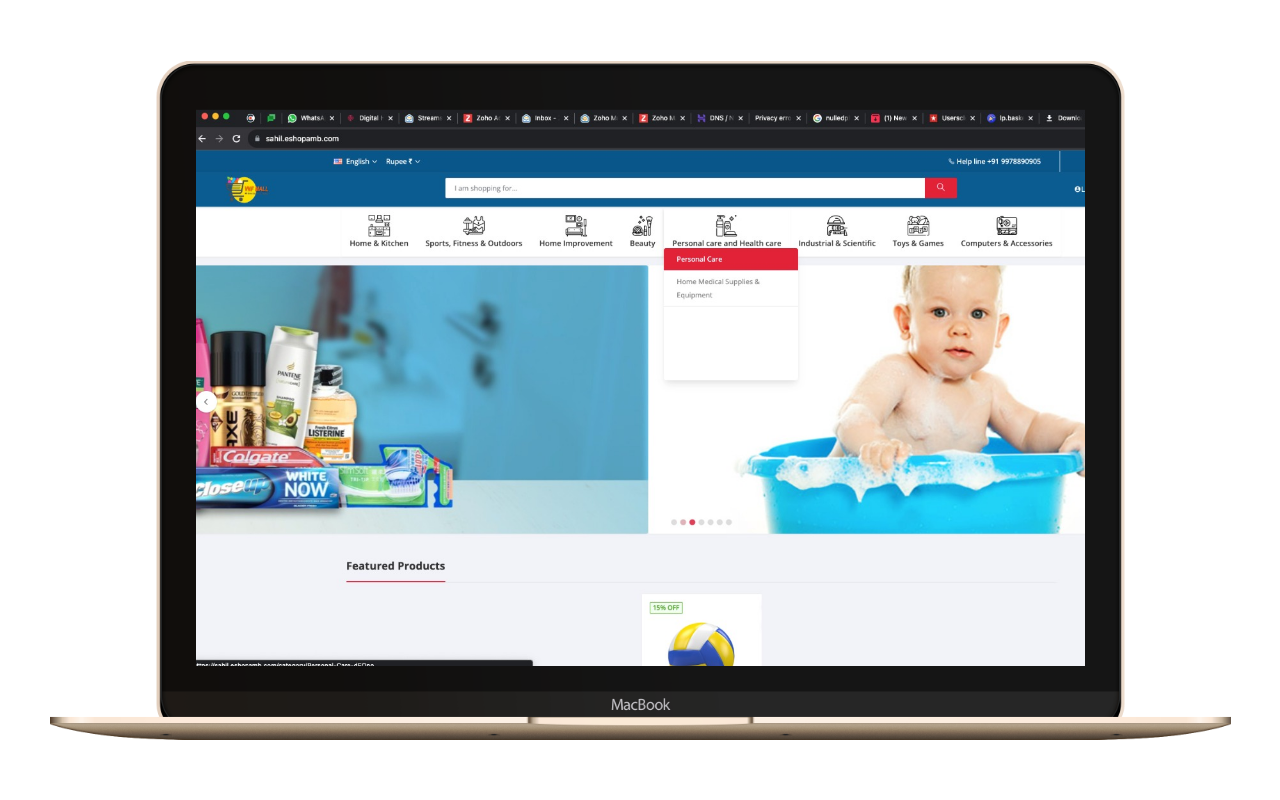 WhatsA
Digital
Stream
Zoho
Inbox -
Zoho
Zoho
DNS /
Privacy erro
nulledp
(1) New
Usersc
lp.bask
Downlo
sahil.eshopamb.com
English
Rupee ₹
Help line +91 9978890905
I am shopping for...
Home & Kitchen
Sports, Fitness & Outdoors
Home Improvement
Beauty
Personal care and Health care
Industrial & Scientific
Toys & Games
Computers & Accessories
Personal Care
Home Medical Supplies &
Equipment
PANTENE
AXE
LISTERINE
Colgate
Closeup
WHITE
NOW
Featured Products
15% OFF
MacBook